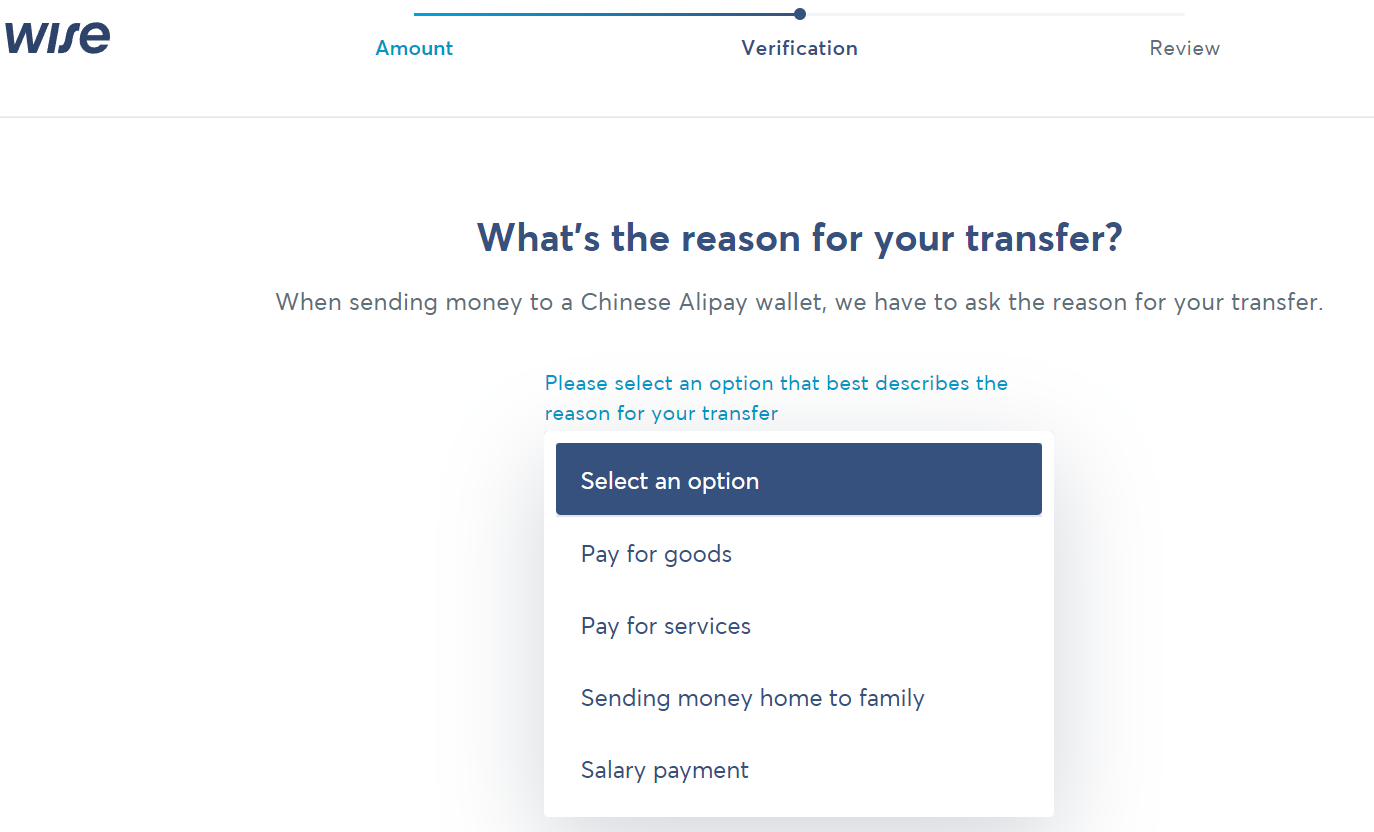 wise
Amount
Verification
Review
What's the reason for your transfer?
When sending money to a Chinese Alipay wallet, we have to ask the reason for your transfer.
Please select an option that best describes the
reason for your transfer
Select an option
Pay for goods
Pay for services
Sending money home to family
Salary payment